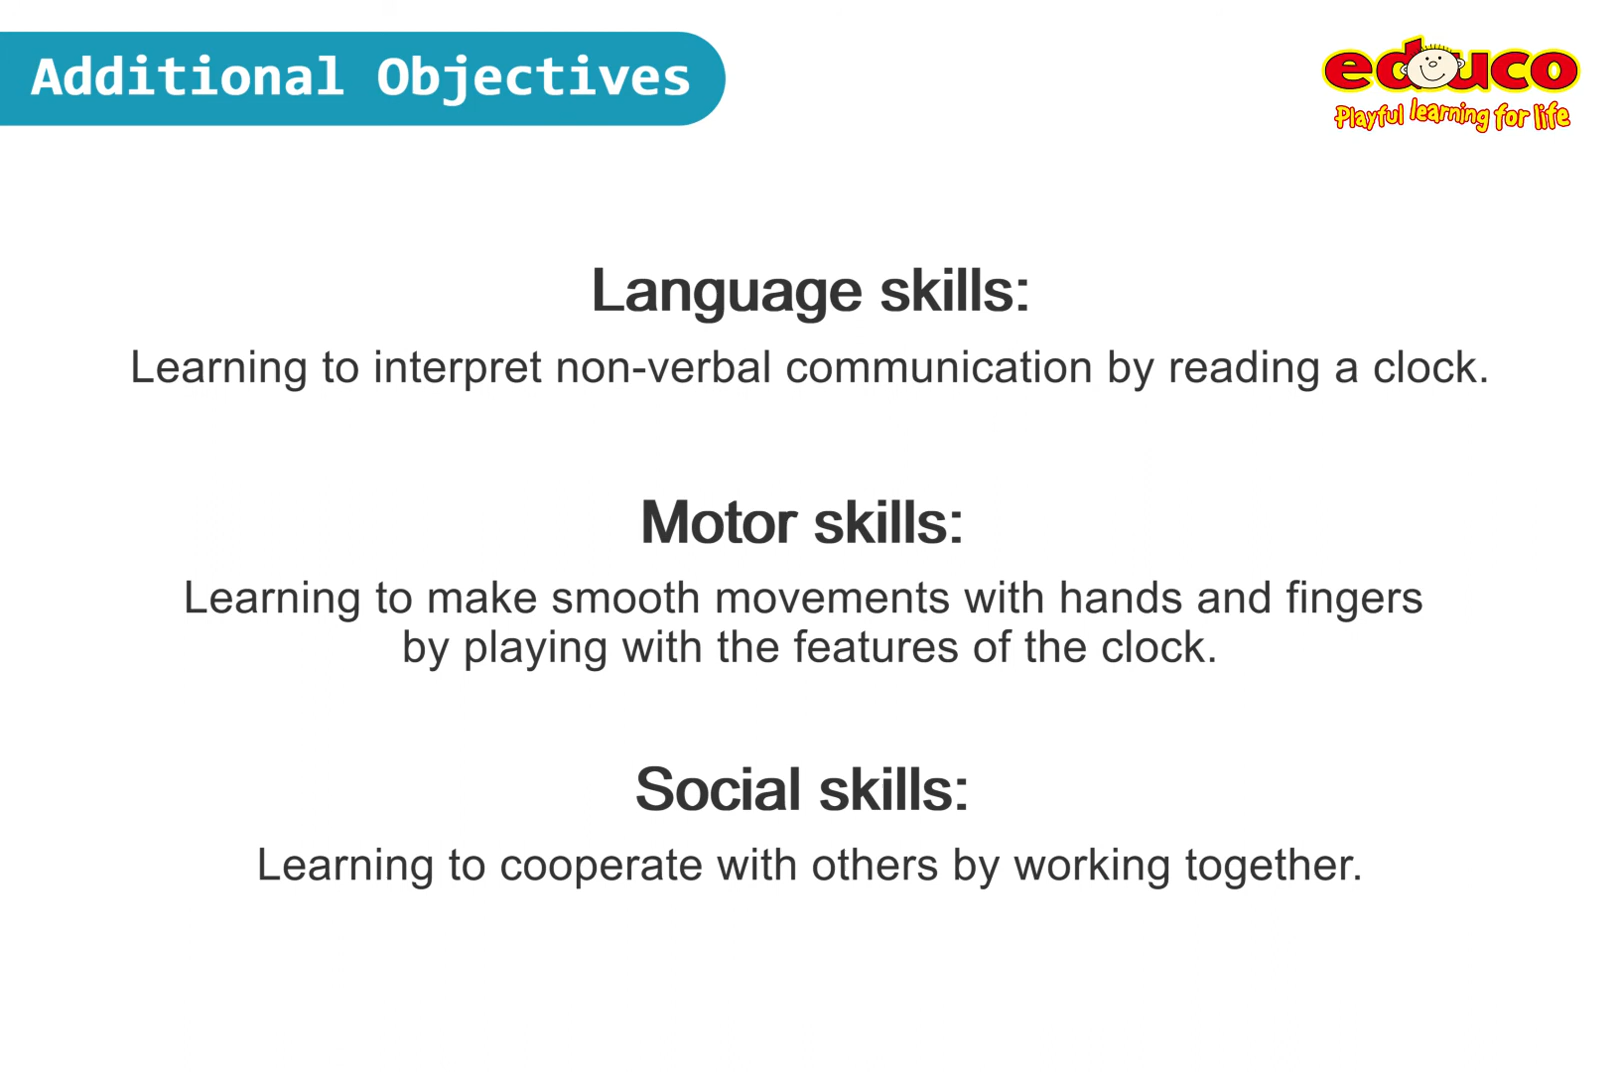 Additional Objectives
educo
Playful learning for life
Language skills:
Learning to interpret non-verbal communication by reading a clock.
Motor skills:
Learning to make smooth movements with hands and fingers
by playing with the features of the clock.
Social skills:
Learning to cooperate with others by working together.